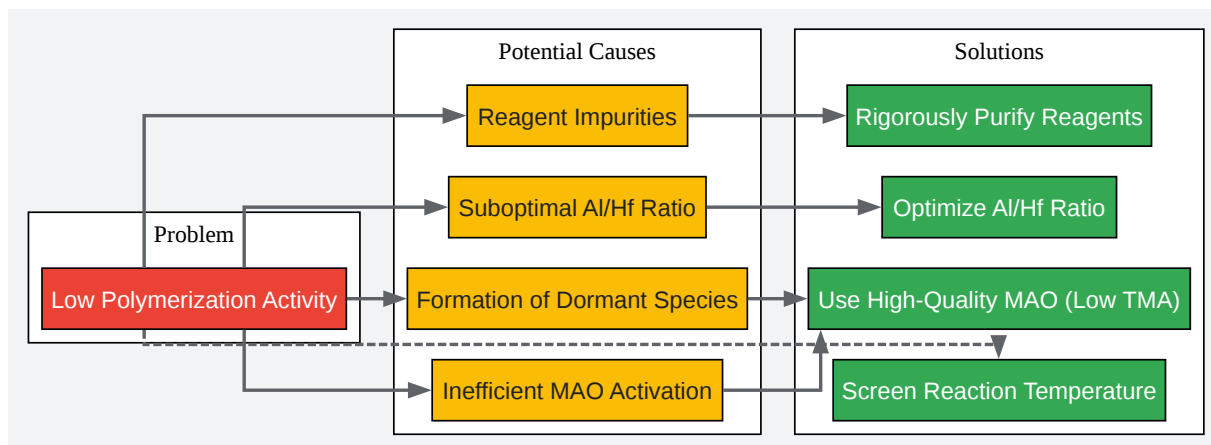 Potential Causes
Solutions
Reagent Impurities
Rigorously Purify Reagents
Suboptimal Al/Hf Ratio
Optimize Al/Hf Ratio
Problem
Low Polymerization Activity
Formation of Dormant Species
Use High-Quality MAO (Low TMA)
Inefficient MAO Activation
Screen Reaction Temperature